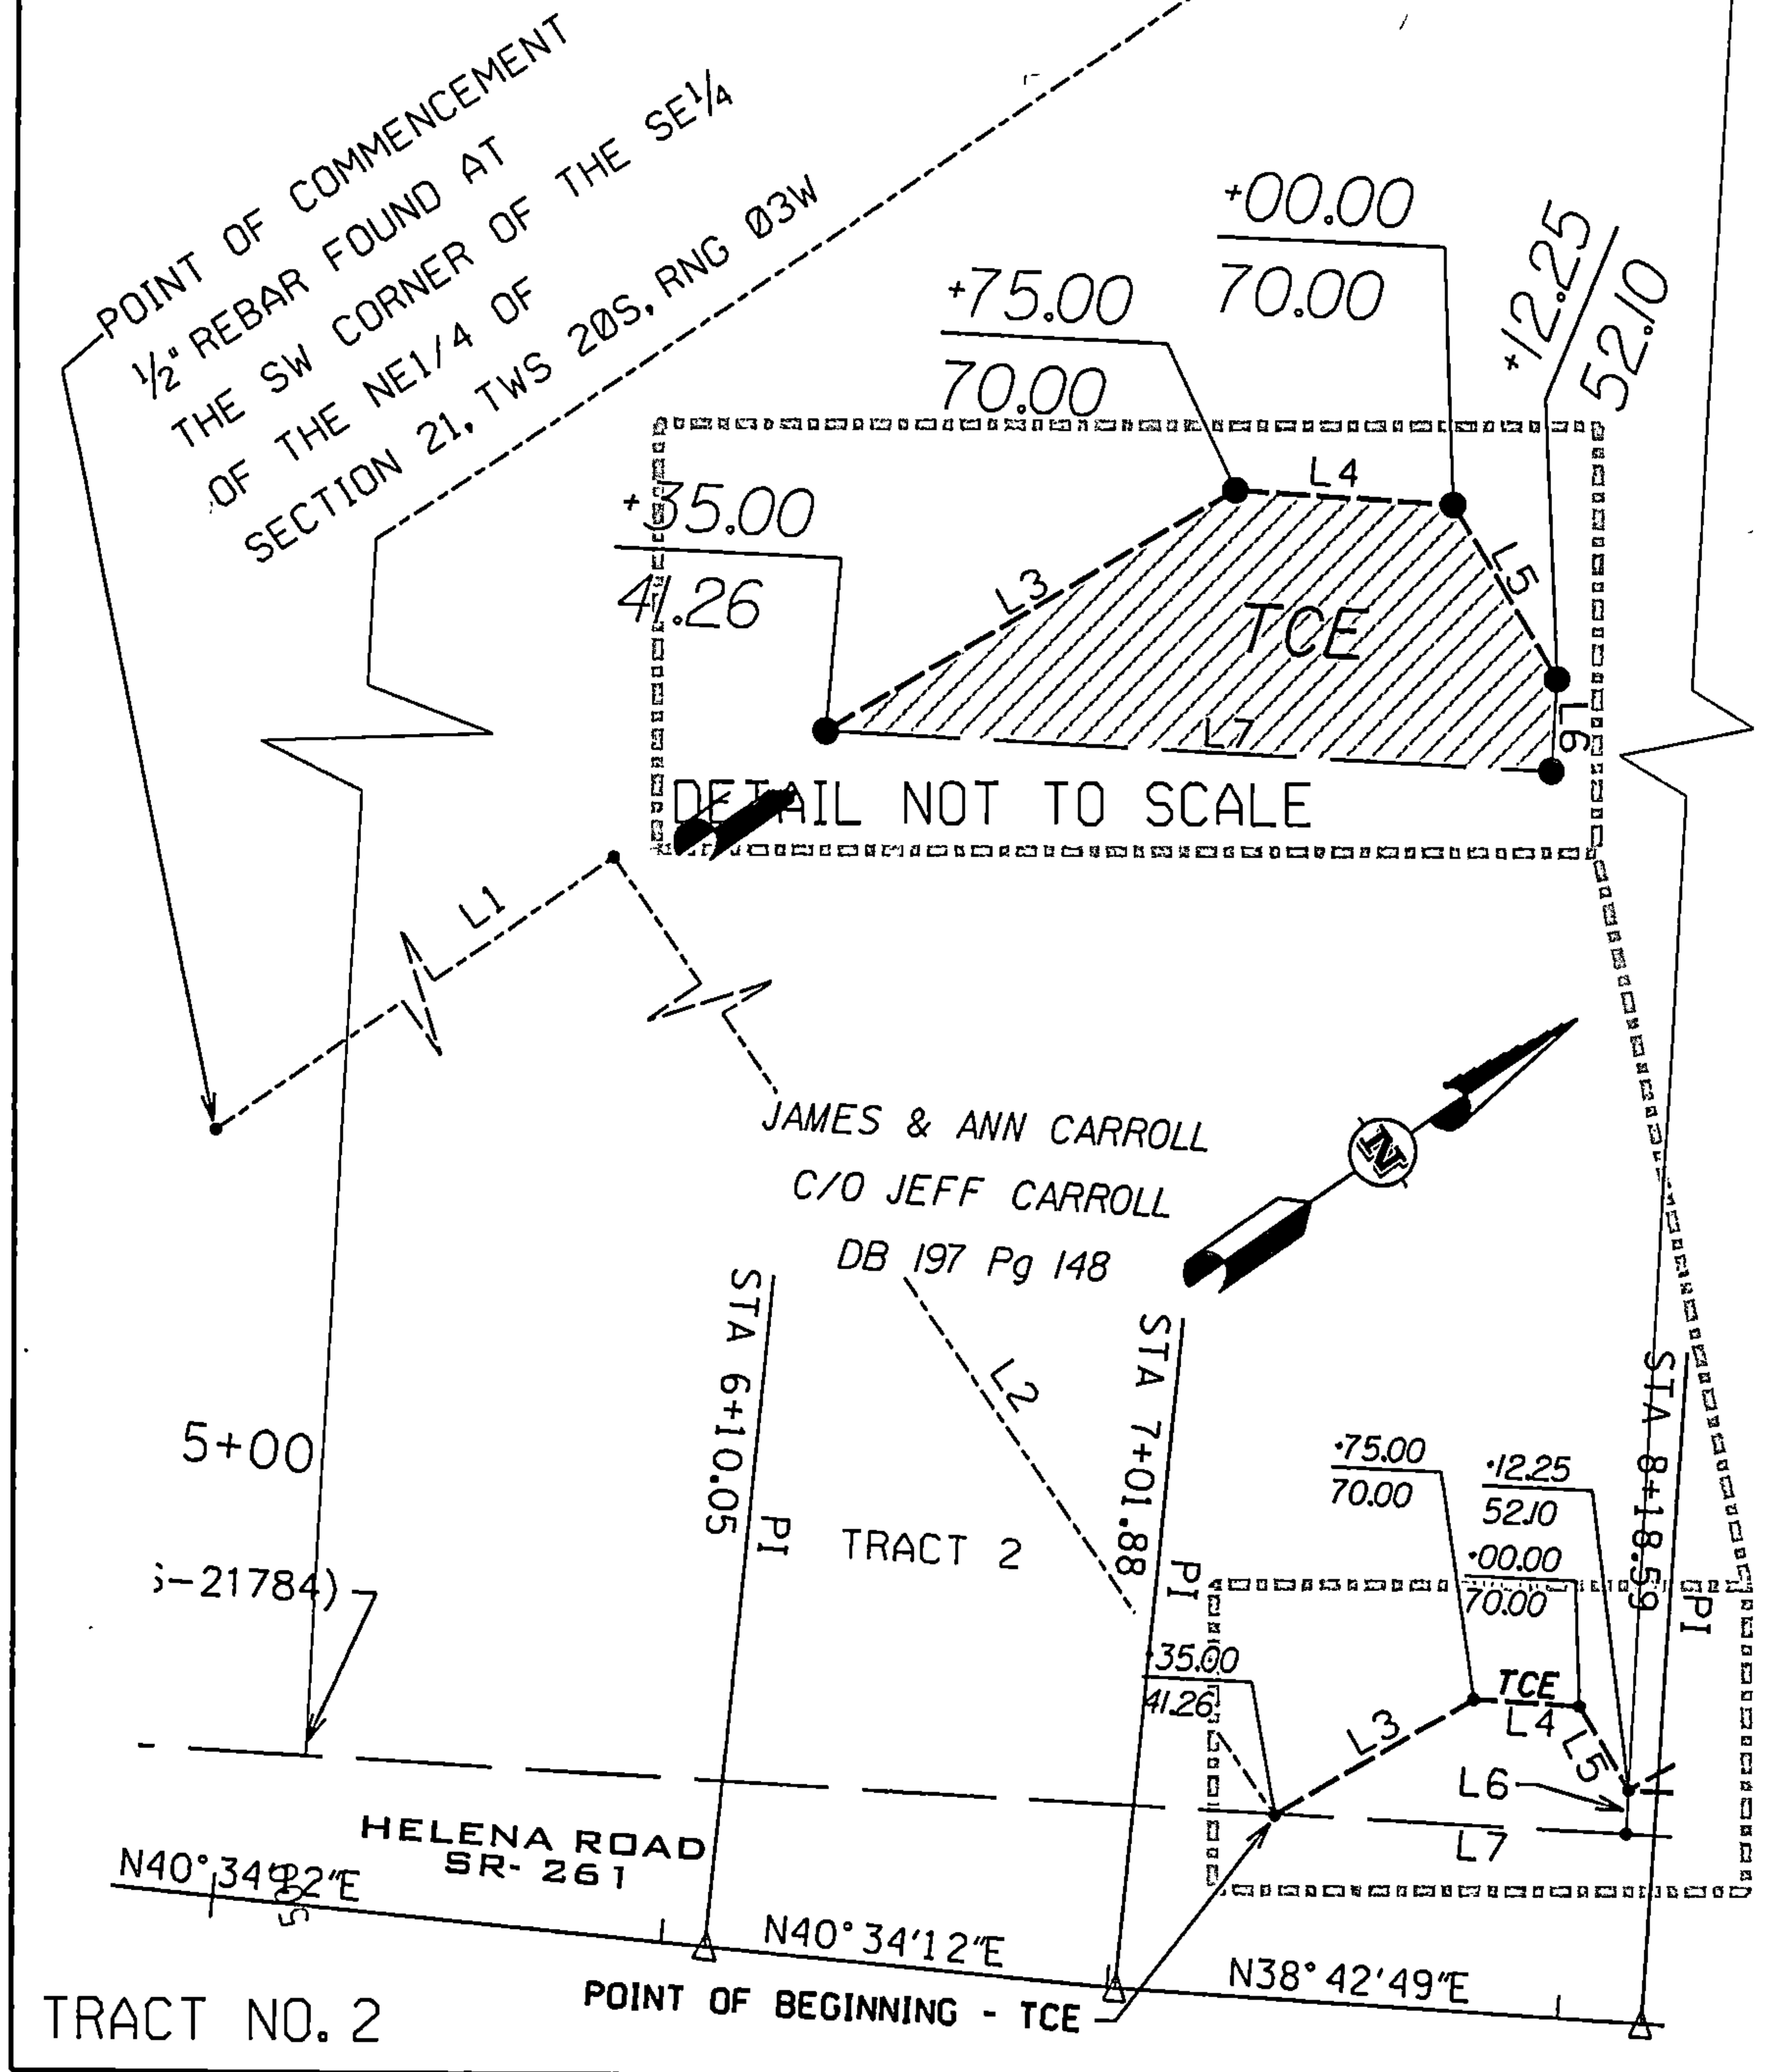 POINT OF COMMENCEMENT
½" REBAR FOUND AT
THE SW CORNER OF THE SE¼
OF THE NE1/4 OF
SECTION 21, TWS 20S, RNG 03W
+00.00
70.00
+75.00
70.00
+12.25
52.10
+35.00
41.26
L3
L4
L5
TCE
L6
L7
DETAIL NOT TO SCALE
L1
N
JAMES & ANN CARROLL
C/O JEFF CARROLL
DB 197 Pg 148
L2
STA 6+10.05
PI
STA 7+01.88
PI
STA 8+18.59
PI
5+00
-21784)
TRACT 2
+75.00
70.00
+12.25
52.10
+00.00
70.00
+35.00
41.26
TCE
L3
L4
L5
L6
L7
HELENA ROAD
SR-261
N40°34'
2"E
N40°34'12"E
N38°42'49"E
POINT OF BEGINNING - TCE
TRACT NO. 2